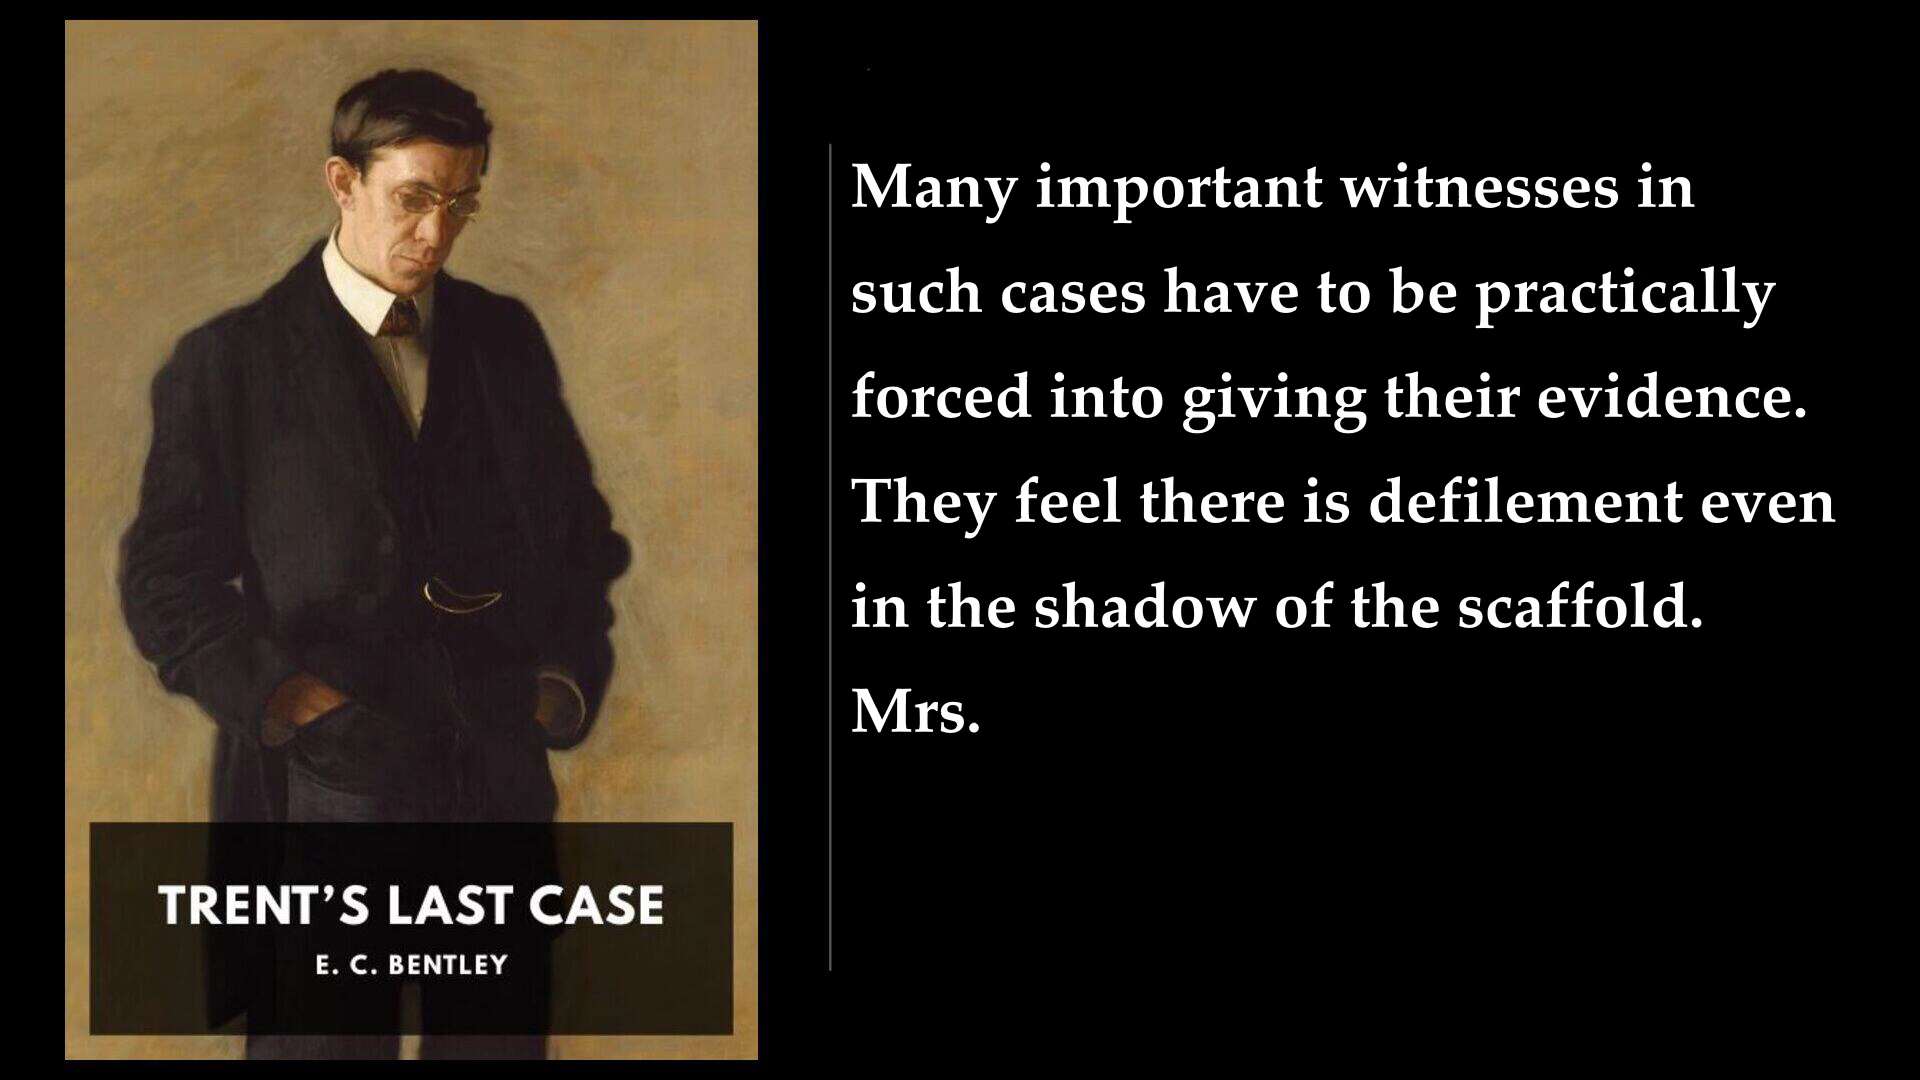 TRENT’S LAST CASE
E. C. BENTLEY
Many important witnesses in
such cases have to be practically
forced into giving their evidence.
They feel there is defilement even
in the shadow of the scaffold.
Mrs.